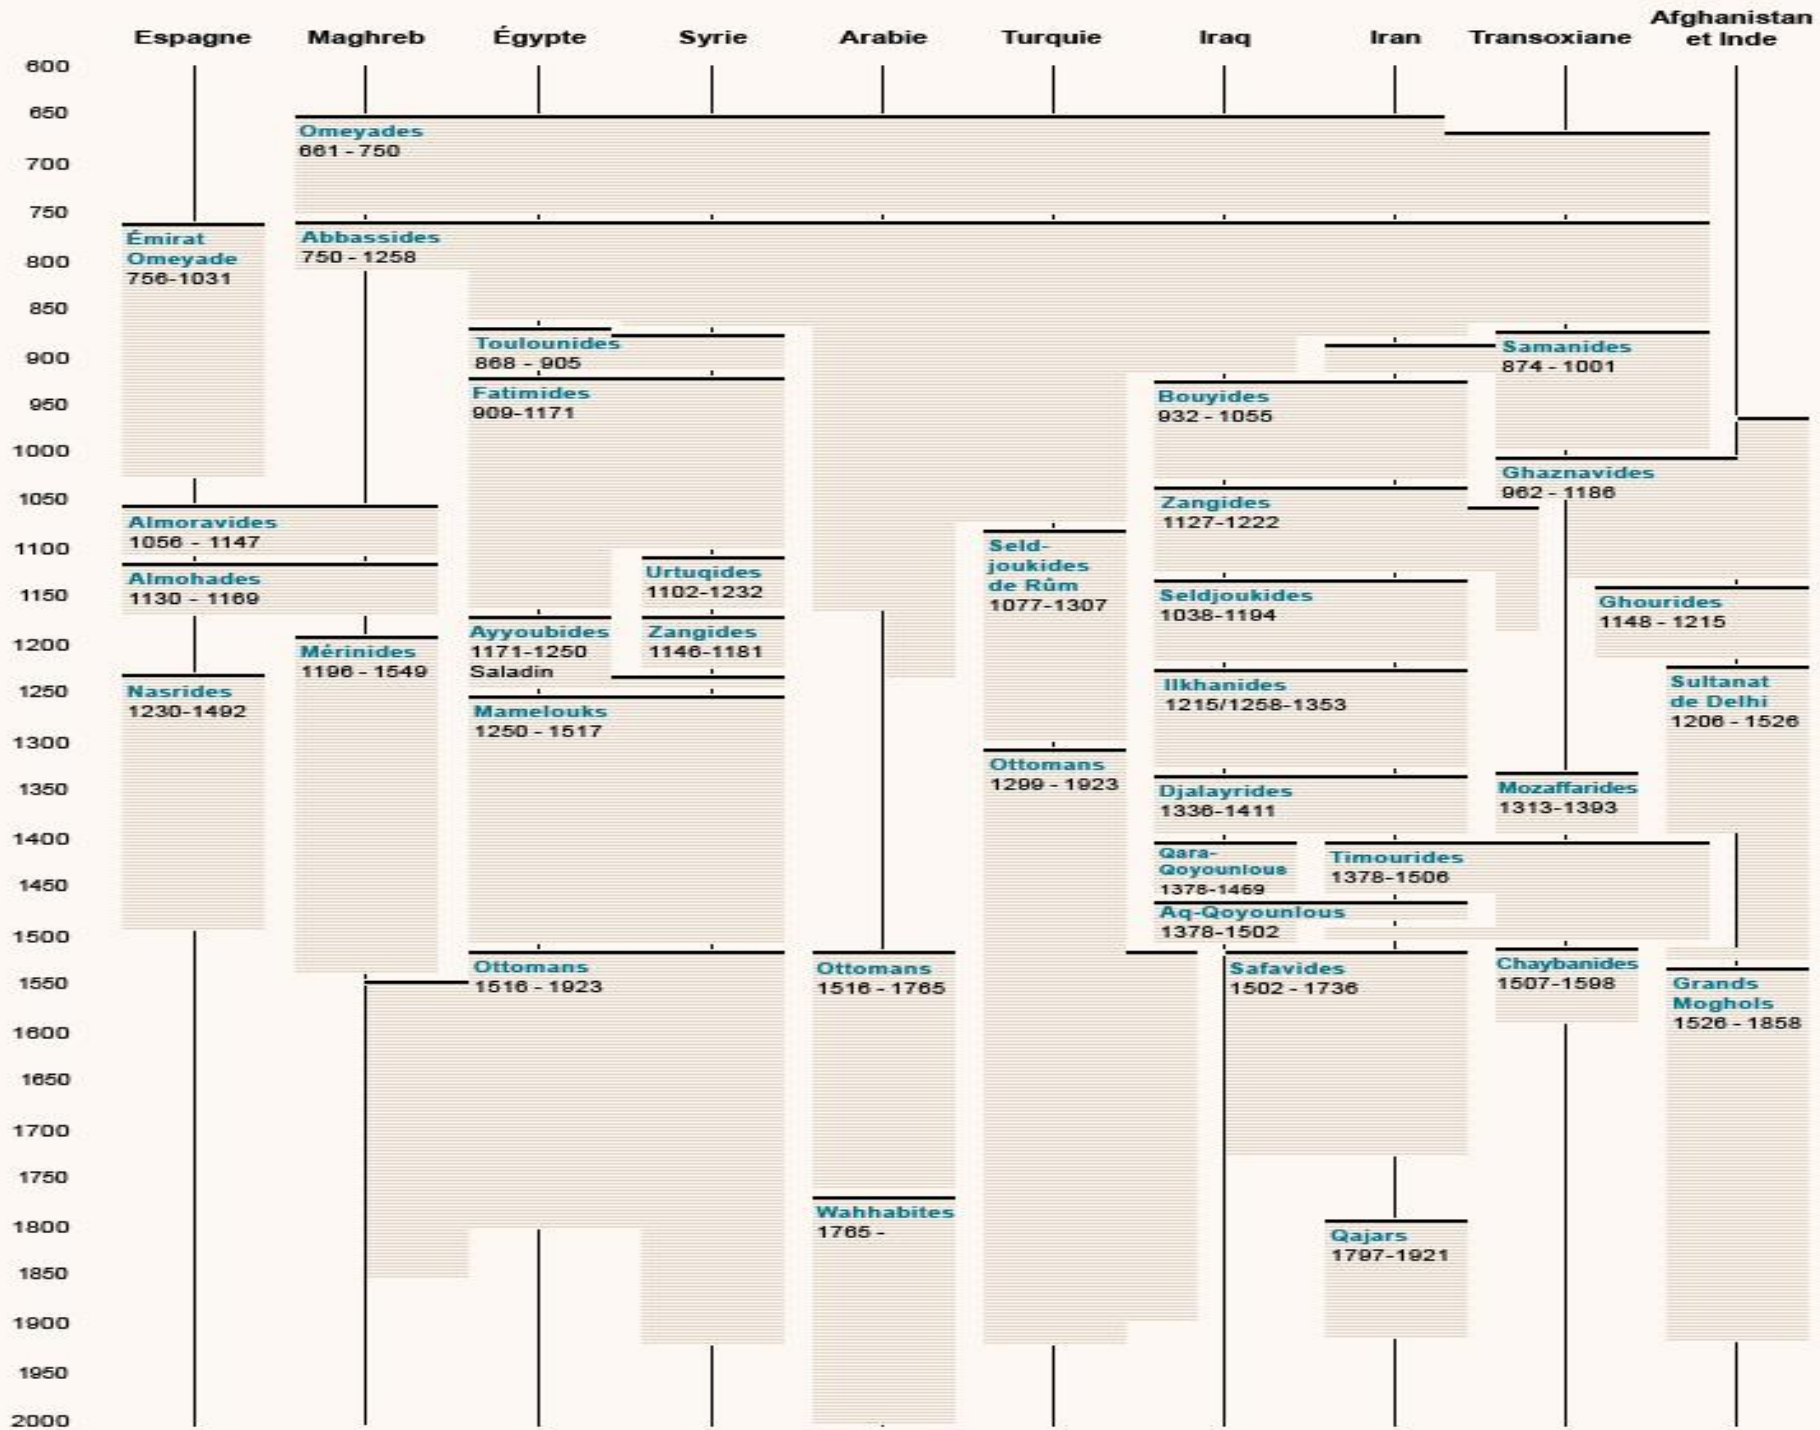 Espagne
Maghreb
Égypte
Syrie
Arabie
Turquie
Iraq
Iran
Transoxiane
Afghanistan
et Inde
600
650
700
750
800
850
900
950
1000
1050
1100
1150
1200
1250
1300
1350
1400
1450
1500
1550
1600
1650
1700
1750
1800
1850
1900
1950
2000
Omeyades
661 - 750
Émirat
Omeyade
756-1031
Abbassides
750 - 1258
Toulounides
868 - 905
Samanides
874 - 1001
Fatimides
909-1171
Bouyides
932 - 1055
Ghaznavides
962 - 1186
Almoravides
1056 - 1147
Zangides
1127-1222
Seld-
joukides
de Rûm
1077-1307
Almohades
1130 - 1169
Urtuqides
1102-1232
Seldjoukides
1038-1194
Ghourides
1148 - 1215
Mérinides
1196 - 1549
Ayyoubides
1171-1250
Saladin
Zangides
1146-1181
Nasrides
1230-1492
Mamelouks
1250 - 1517
Ilkhanides
1215/1258-1353
Sultanat
de Delhi
1206 - 1526
Ottomans
1299 - 1923
Djalayrides
1336-1411
Mozaffarides
1313-1393
Qara-
Qoyounlous
1378-1469
Timourides
1378-1506
Aq-Qoyounlous
1378-1502
Ottomans
1516 - 1923
Ottomans
1516 - 1765
Safavides
1502 - 1736
Chaybanides
1507-1598
Grands
Moghols
1526 - 1858
Wahhabites
1765 -
Qajars
1797-1921